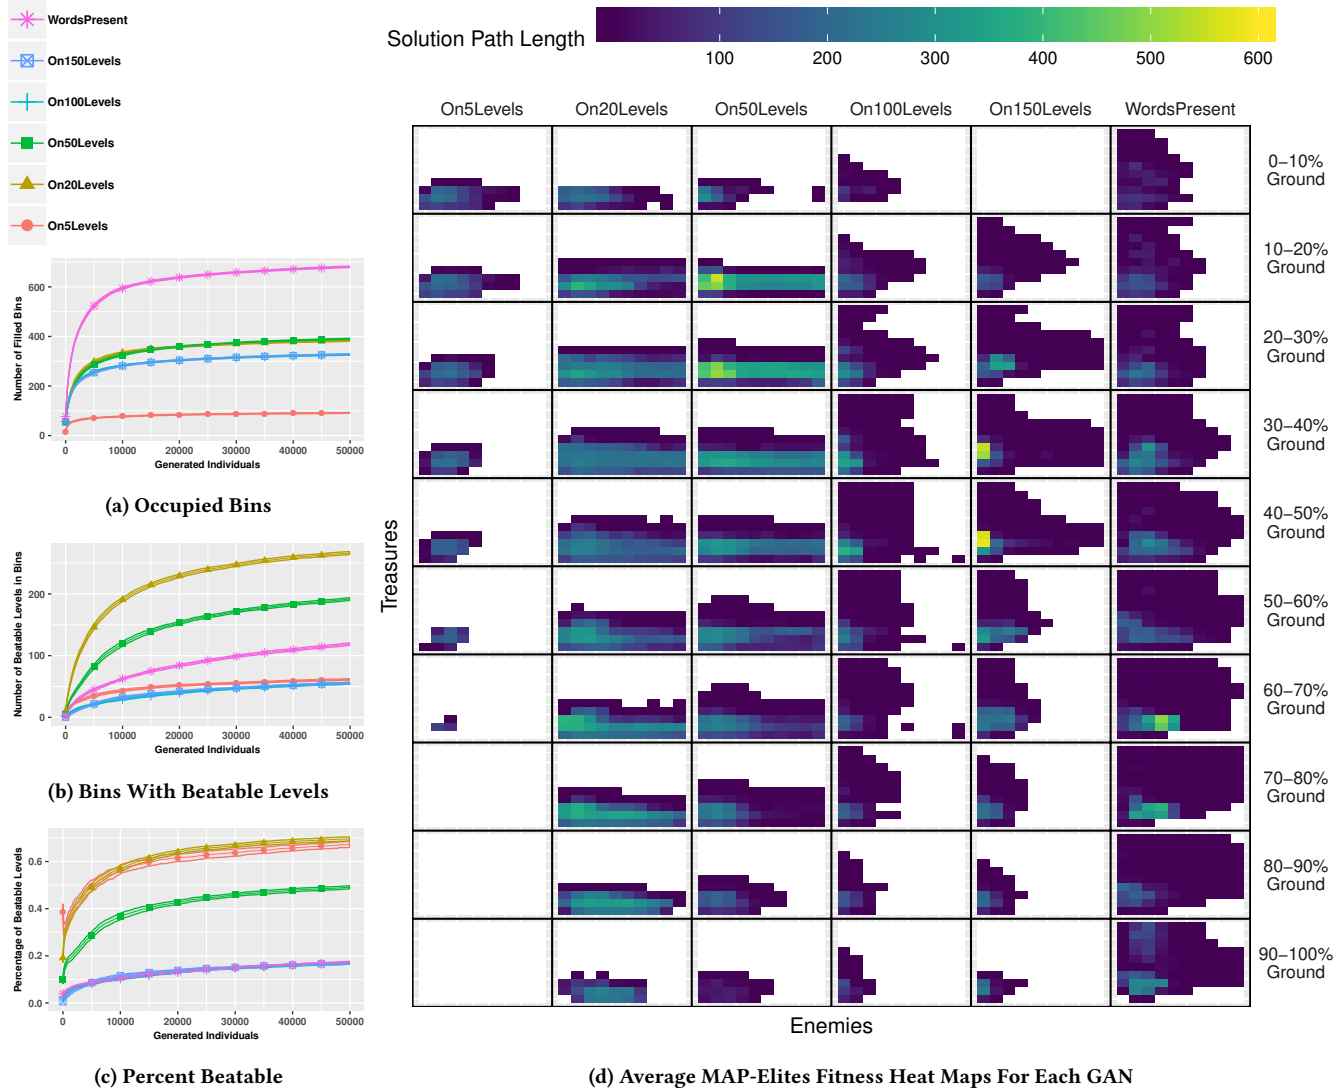 WordsPresent
On150Levels
On100Levels
On50Levels
On20Levels
On5Levels
Number of Filled Bins
600
400
200
0
0 10000 20000 30000 40000 50000
Generated Individuals
(a) Occupied Bins
Number of Beatable Levels in Bins
200
100
0
0 10000 20000 30000 40000 50000
Generated Individuals
(b) Bins With Beatable Levels
Percentage of Beatable Levels
0.6
0.4
0.2
0.0
0 10000 20000 30000 40000 50000
Generated Individuals
(c) Percent Beatable
Solution Path Length
100 200 300 400 500 600
On5Levels On20Levels On50Levels On100Levels On150Levels WordsPresent
0−10%
Ground
10−20%
Ground
20−30%
Ground
30−40%
Ground
40−50%
Ground
50−60%
Ground
60−70%
Ground
70−80%
Ground
80−90%
Ground
90−100%
Ground
Treasures
Enemies
(d) Average MAP-Elites Fitness Heat Maps For Each GAN